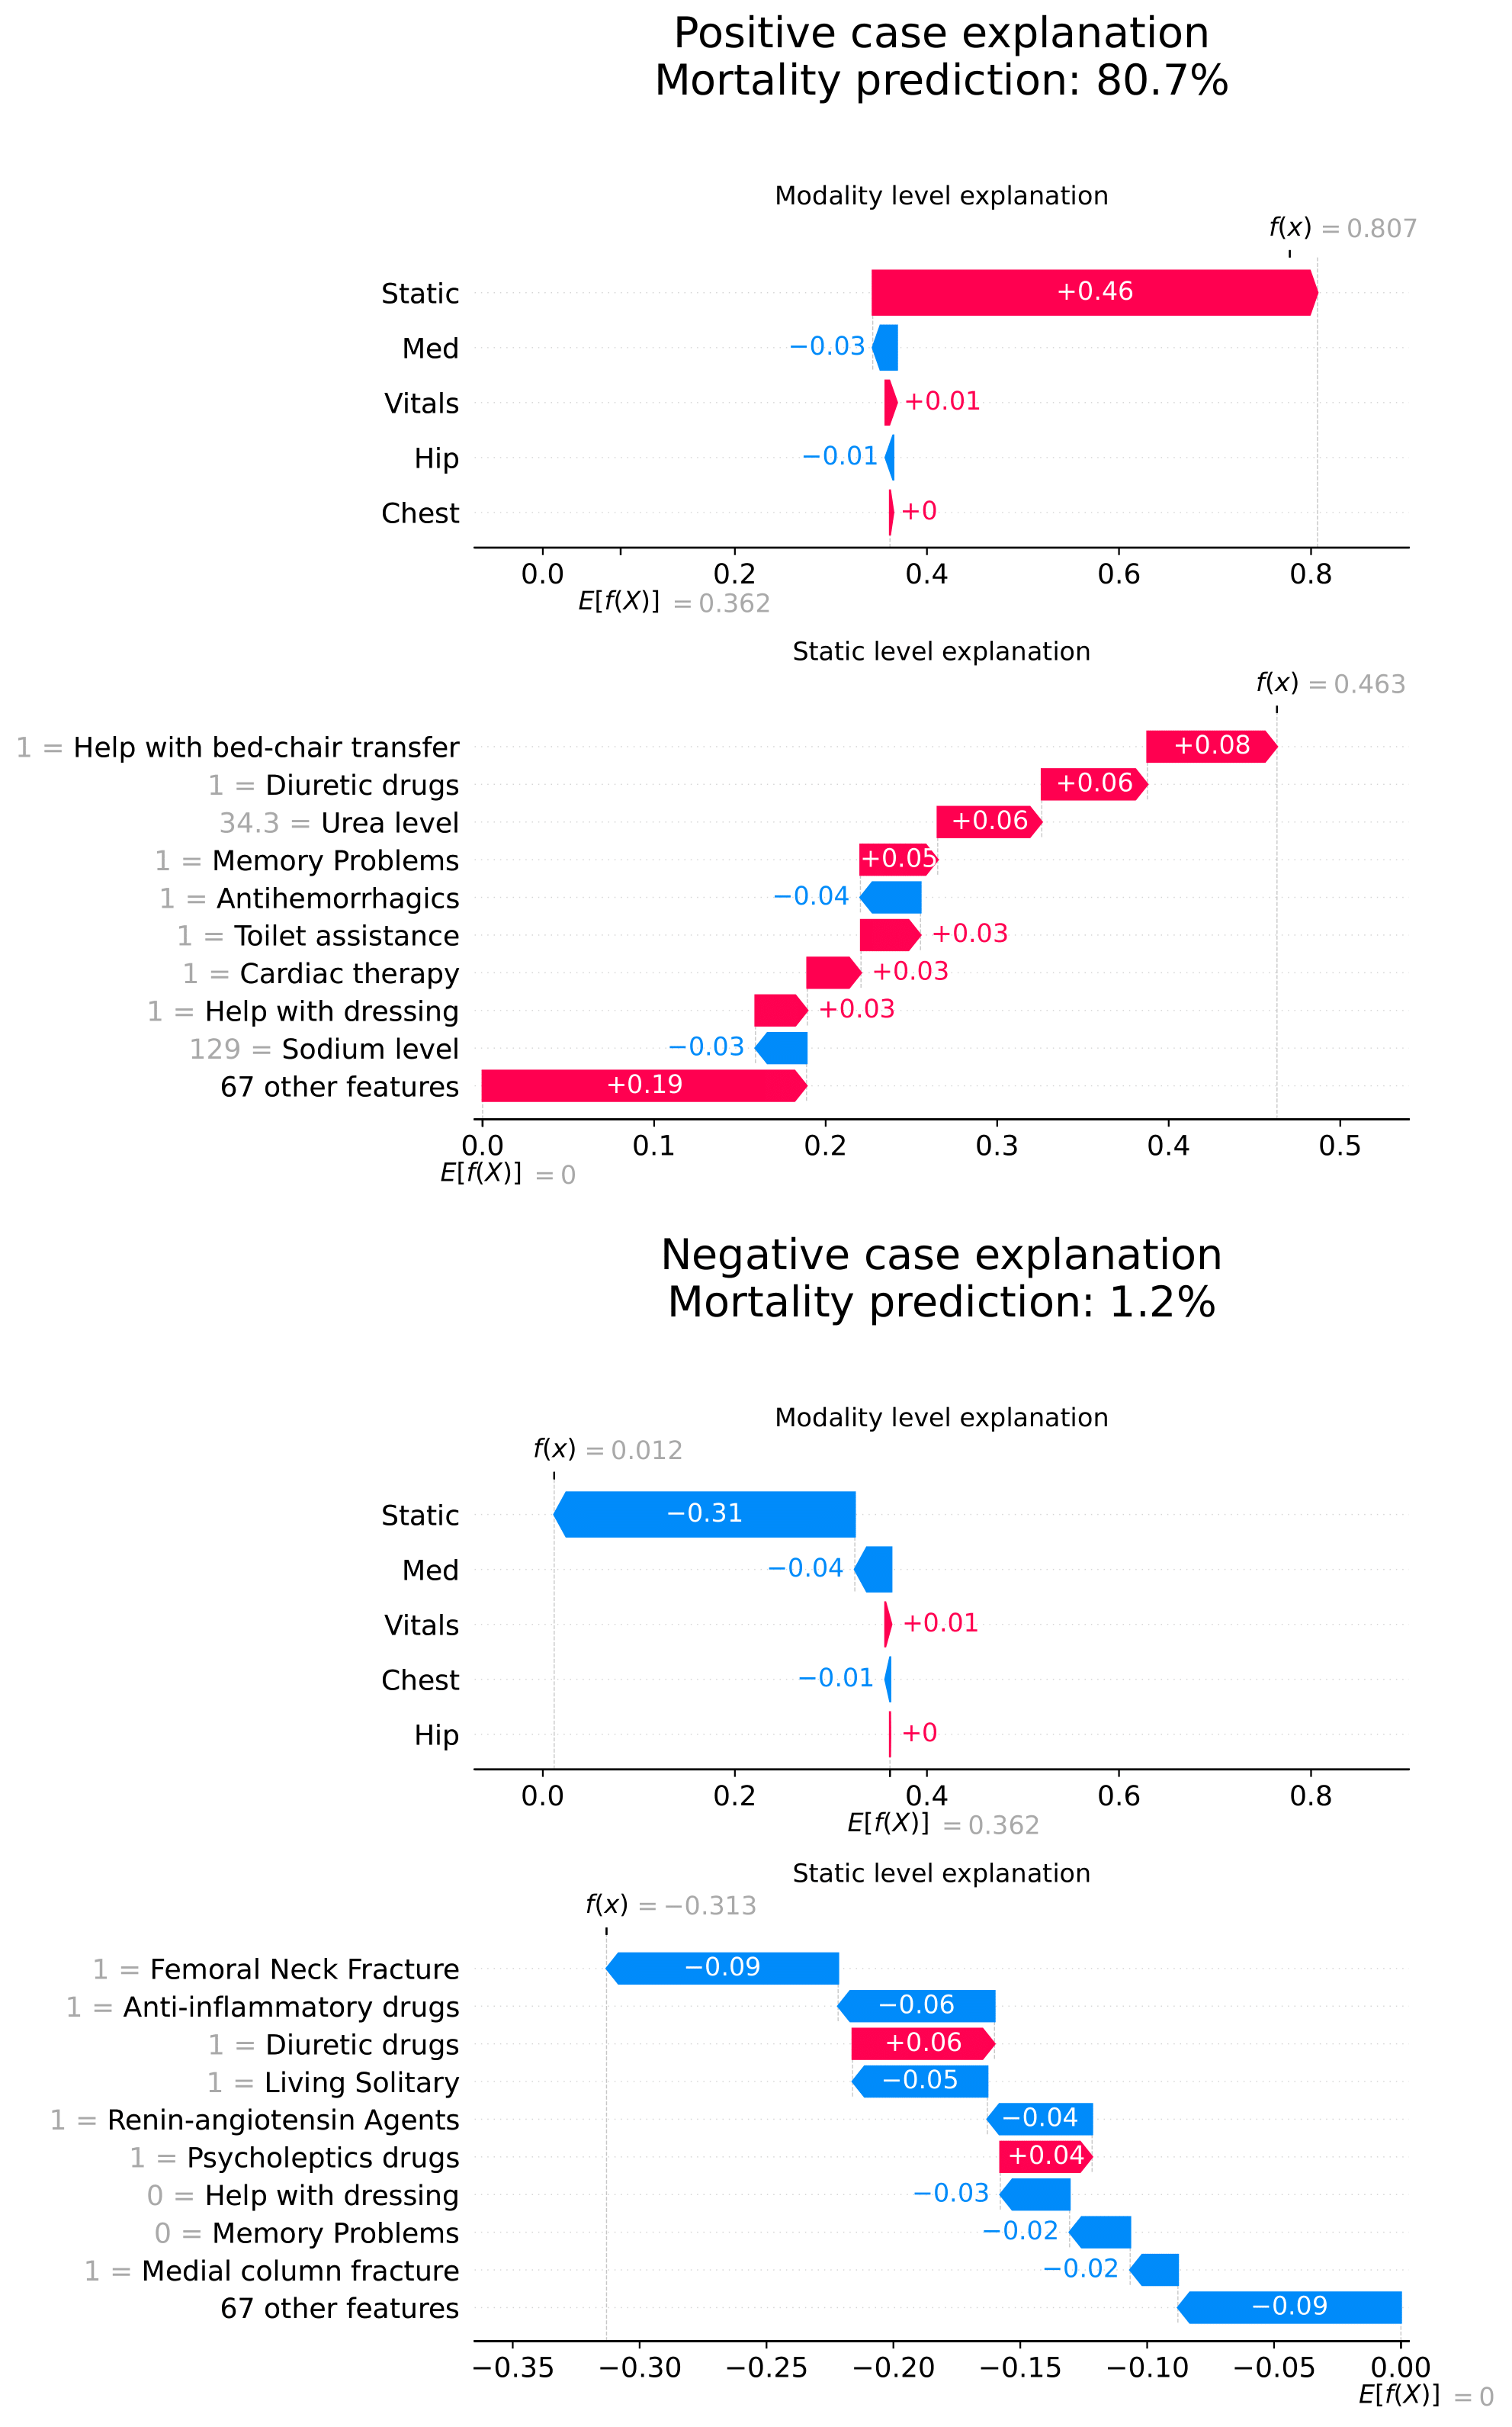 Positive case explanation
Mortality prediction: 80.7%
Modality level explanation
f(x) = 0.807
Static +0.46
Med −0.03
Vitals +0.01
Hip −0.01
Chest +0
0.0 0.2 0.4 0.6 0.8
E[f(X)] = 0.362
Static level explanation
f(x) = 0.463
1 = Help with bed-chair transfer +0.08
1 = Diuretic drugs +0.06
34.3 = Urea level +0.06
1 = Memory Problems +0.05
1 = Antihemorrhagics −0.04
1 = Toilet assistance +0.03
1 = Cardiac therapy +0.03
1 = Help with dressing +0.03
129 = Sodium level −0.03
67 other features +0.19
0.0 0.1 0.2 0.3 0.4 0.5
E[f(X)] = 0
Negative case explanation
Mortality prediction: 1.2%
Modality level explanation
f(x) = 0.012
Static −0.31
Med −0.04
Vitals +0.01
Chest −0.01
Hip +0
0.0 0.2 0.4 0.6 0.8
E[f(X)] = 0.362
Static level explanation
f(x) = −0.313
1 = Femoral Neck Fracture −0.09
1 = Anti-inflammatory drugs −0.06
1 = Diuretic drugs +0.06
1 = Living Solitary −0.05
1 = Renin-angiotensin Agents −0.04
1 = Psycholeptics drugs +0.04
0 = Help with dressing −0.03
0 = Memory Problems −0.02
1 = Medial column fracture −0.02
67 other features −0.09
−0.35 −0.30 −0.25 −0.20 −0.15 −0.10 −0.05 0.00
E[f(X)] = 0